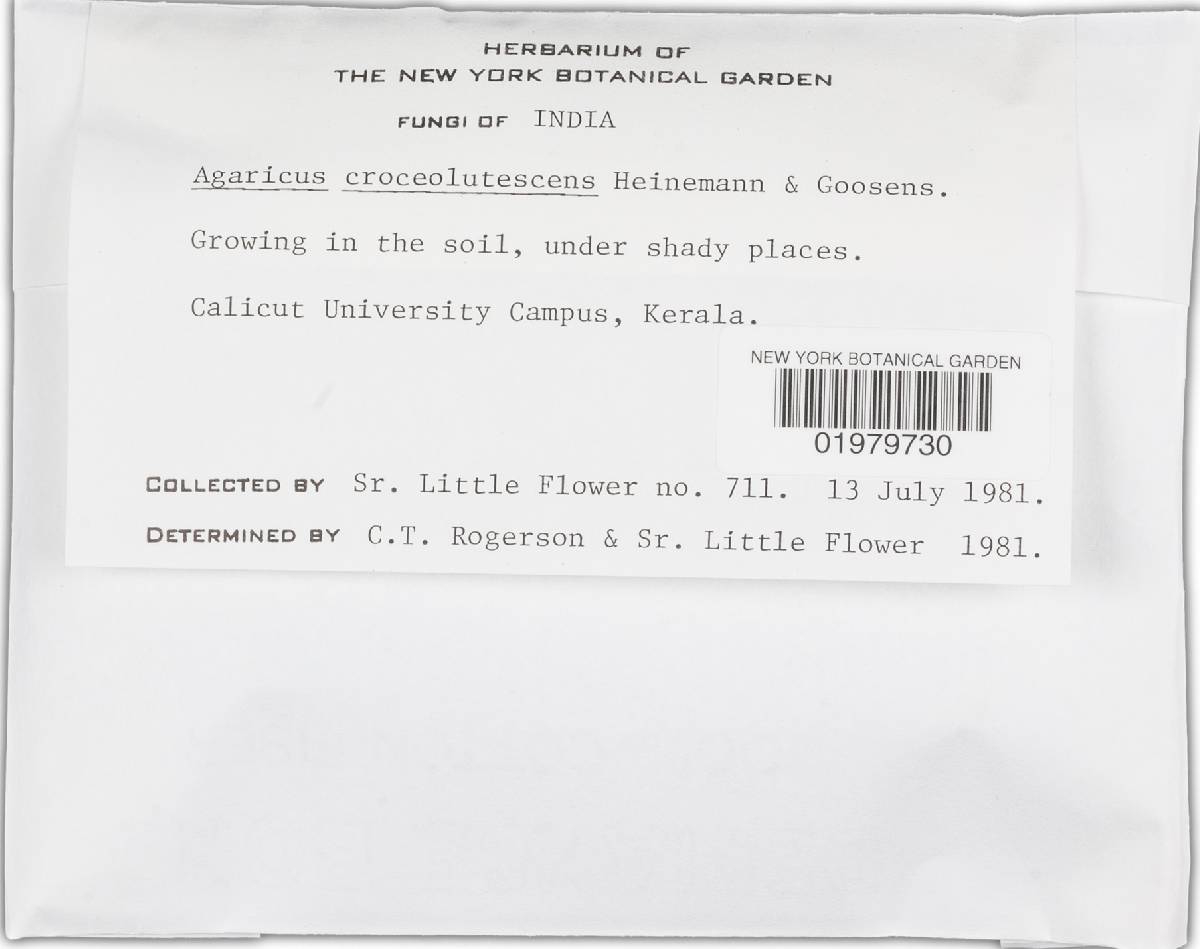 HERBARIUM OF
THE NEW YORK BOTANICAL GARDEN
FUNGI OF INDIA
Agaricus croceolutescens Heinemann & Goosens.
Growing in the soil, under shady places.
Calicut University Campus, Kerala.
NEW YORK BOTANICAL GARDEN
01979730
COLLECTED BY Sr. Little Flower no. 711. 13 July 1981.
DETERMINED BY C.T. Rogerson & Sr. Little Flower 1981.